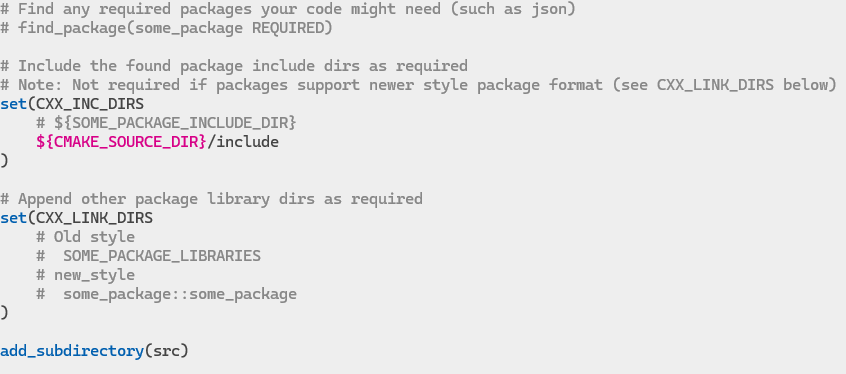 # Find any required packages your code might need (such as json)
# find_package(some_package REQUIRED)

# Include the found package include dirs as required
# Note: Not required if packages support newer style package format (see CXX_LINK_DIRS below)
set(CXX_INC_DIRS
    # ${SOME_PACKAGE_INCLUDE_DIR}
    ${CMAKE_SOURCE_DIR}/include
)

# Append other package library dirs as required
set(CXX_LINK_DIRS
    # Old style
    #  SOME_PACKAGE_LIBRARIES
    # new_style
    #  some_package::some_package
)

add_subdirectory(src)